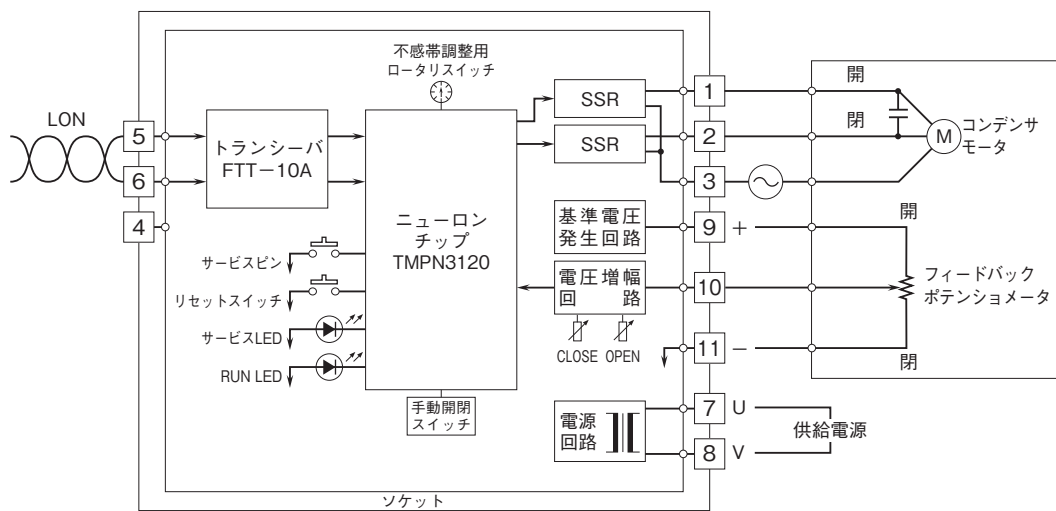 不感帯調整用
ロータリスイッチ
LON
5
6
4
トランシーバ
FTT−10A
ニューロン
チップ
TMPN3120
サービスピン
リセットスイッチ
サービスLED
RUN LED
手動開閉
スイッチ
SSR
SSR
基準電圧
発生回路
電圧増幅
回路
CLOSE OPEN
電源
回路
1
2
3
9 +
10
11 −
7 U
8 V
供給電源
開
閉
M
コンデンサ
モータ
開
フィードバック
ポテンショメータ
閉
ソケット